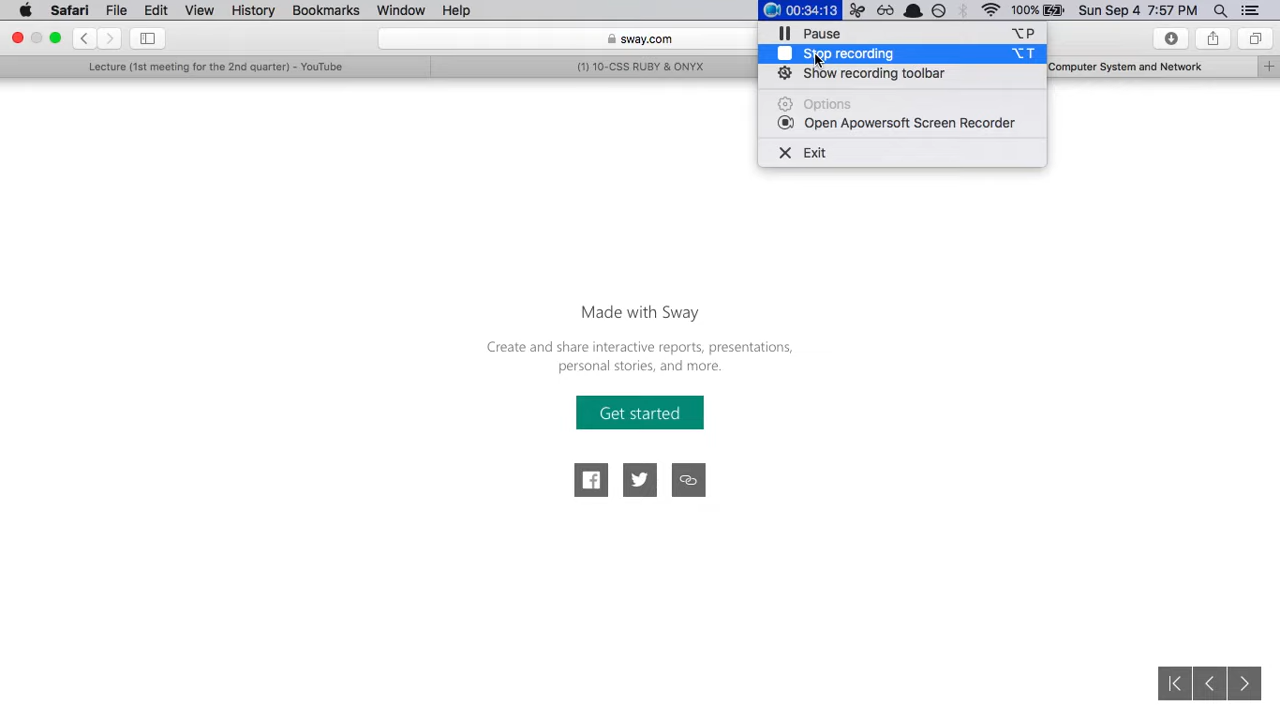 Safari File Edit View History Bookmarks Window Help 00:34:13 100% Sun Sep 4 7:57 PM
sway.com
Lecture (1st meeting for the 2nd quarter) - YouTube (1) 10-CSS RUBY & ONYX Computer System and Network
Pause ⌥P
Stop recording ⌥T
Show recording toolbar
Options
Open Apowersoft Screen Recorder
Exit
Made with Sway
Create and share interactive reports, presentations,
personal stories, and more.
Get started